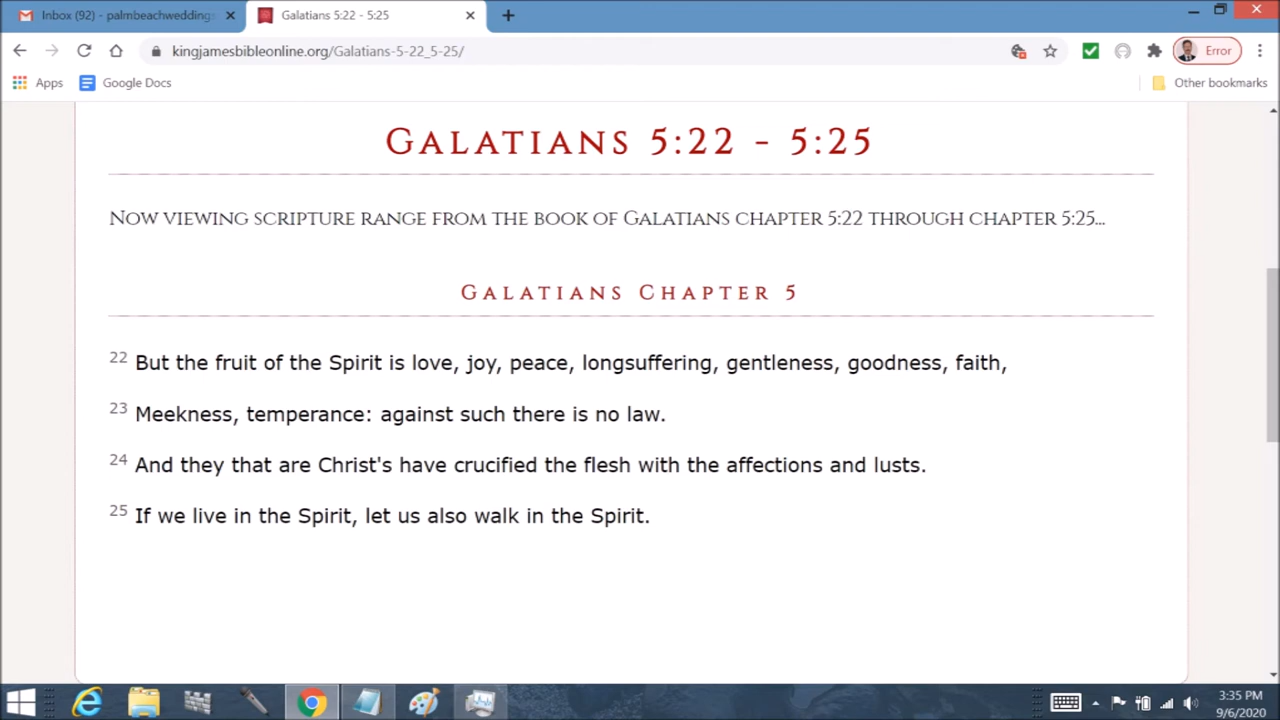 Inbox (92) - palmbeachwedding
Galatians 5:22 - 5:25
kingjamesbibleonline.org/Galatians-5-22_5-25/
Error
Apps
Google Docs
Other bookmarks
GALATIANS 5:22 - 5:25
NOW VIEWING SCRIPTURE RANGE FROM THE BOOK OF GALATIANS CHAPTER 5:22 THROUGH CHAPTER 5:25...
GALATIANS CHAPTER 5
22 But the fruit of the Spirit is love, joy, peace, longsuffering, gentleness, goodness, faith,
23 Meekness, temperance: against such there is no law.
24 And they that are Christ's have crucified the flesh with the affections and lusts.
25 If we live in the Spirit, let us also walk in the Spirit.
3:35 PM
9/6/2020